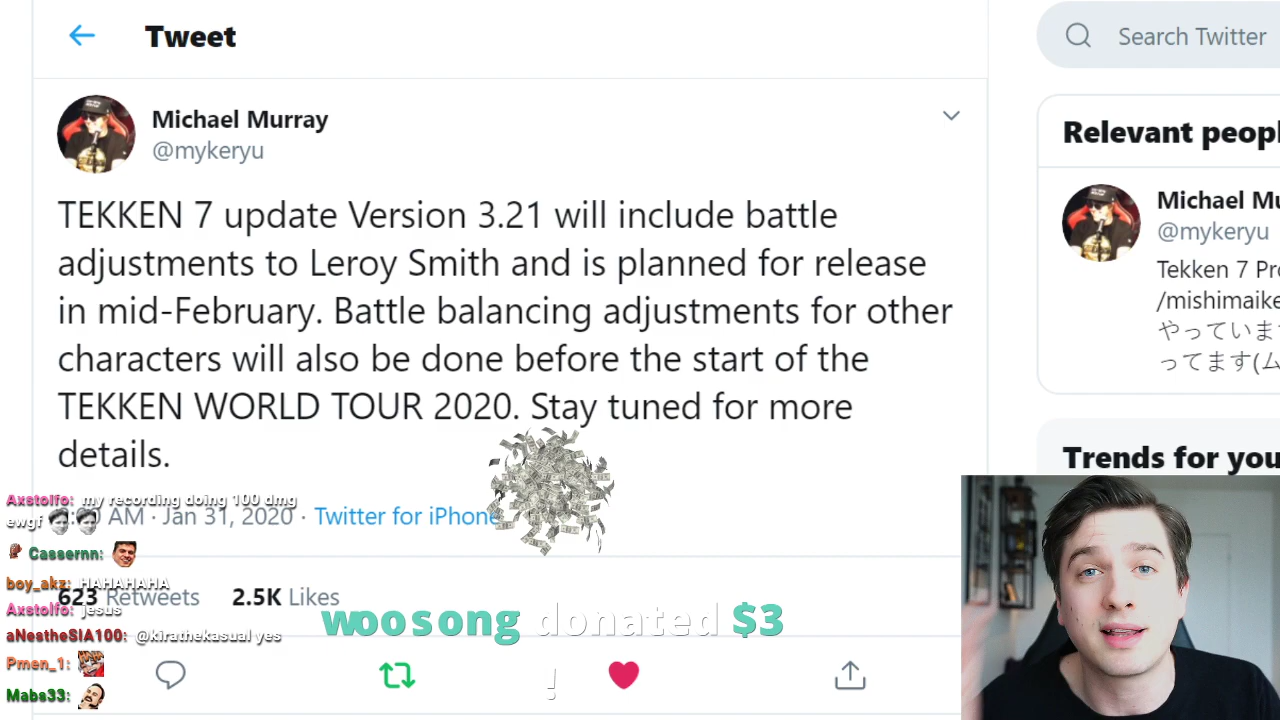 Tweet
Search Twitter
Michael Murray
@mykeryu
TEKKEN 7 update Version 3.21 will include battle
adjustments to Leroy Smith and is planned for release
in mid-February. Battle balancing adjustments for other
characters will also be done before the start of the
TEKKEN WORLD TOUR 2020. Stay tuned for more
details.
AM · Jan 31, 2020 · Twitter for iPhone
623 Retweets 2.5K Likes
Relevant peopl
Michael Mu
@mykeryu
Tekken 7 Pro
/mishimaike
やっていま
ってます(ム
Trends for you
Axstolfo: my recording doing 100 dmg
ewgf
Cassernn:
boy_akz: HAHAHAHA
Axstolfo: jesus
aNestheSIA100: @kirathekasual yes
Pmen_1:
Mabs33:
woosong donated $3
!